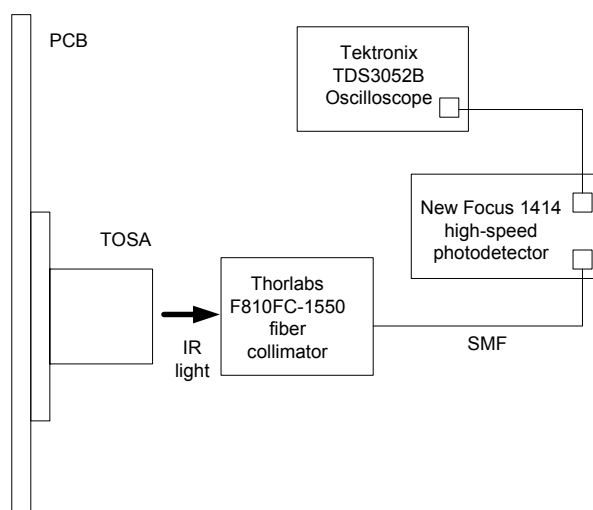 PCB
Tektronix
TDS3052B
Oscilloscope
New Focus 1414
high-speed
photodetector
TOSA
Thorlabs
F810FC-1550
fiber
collimator
IR
light
SMF